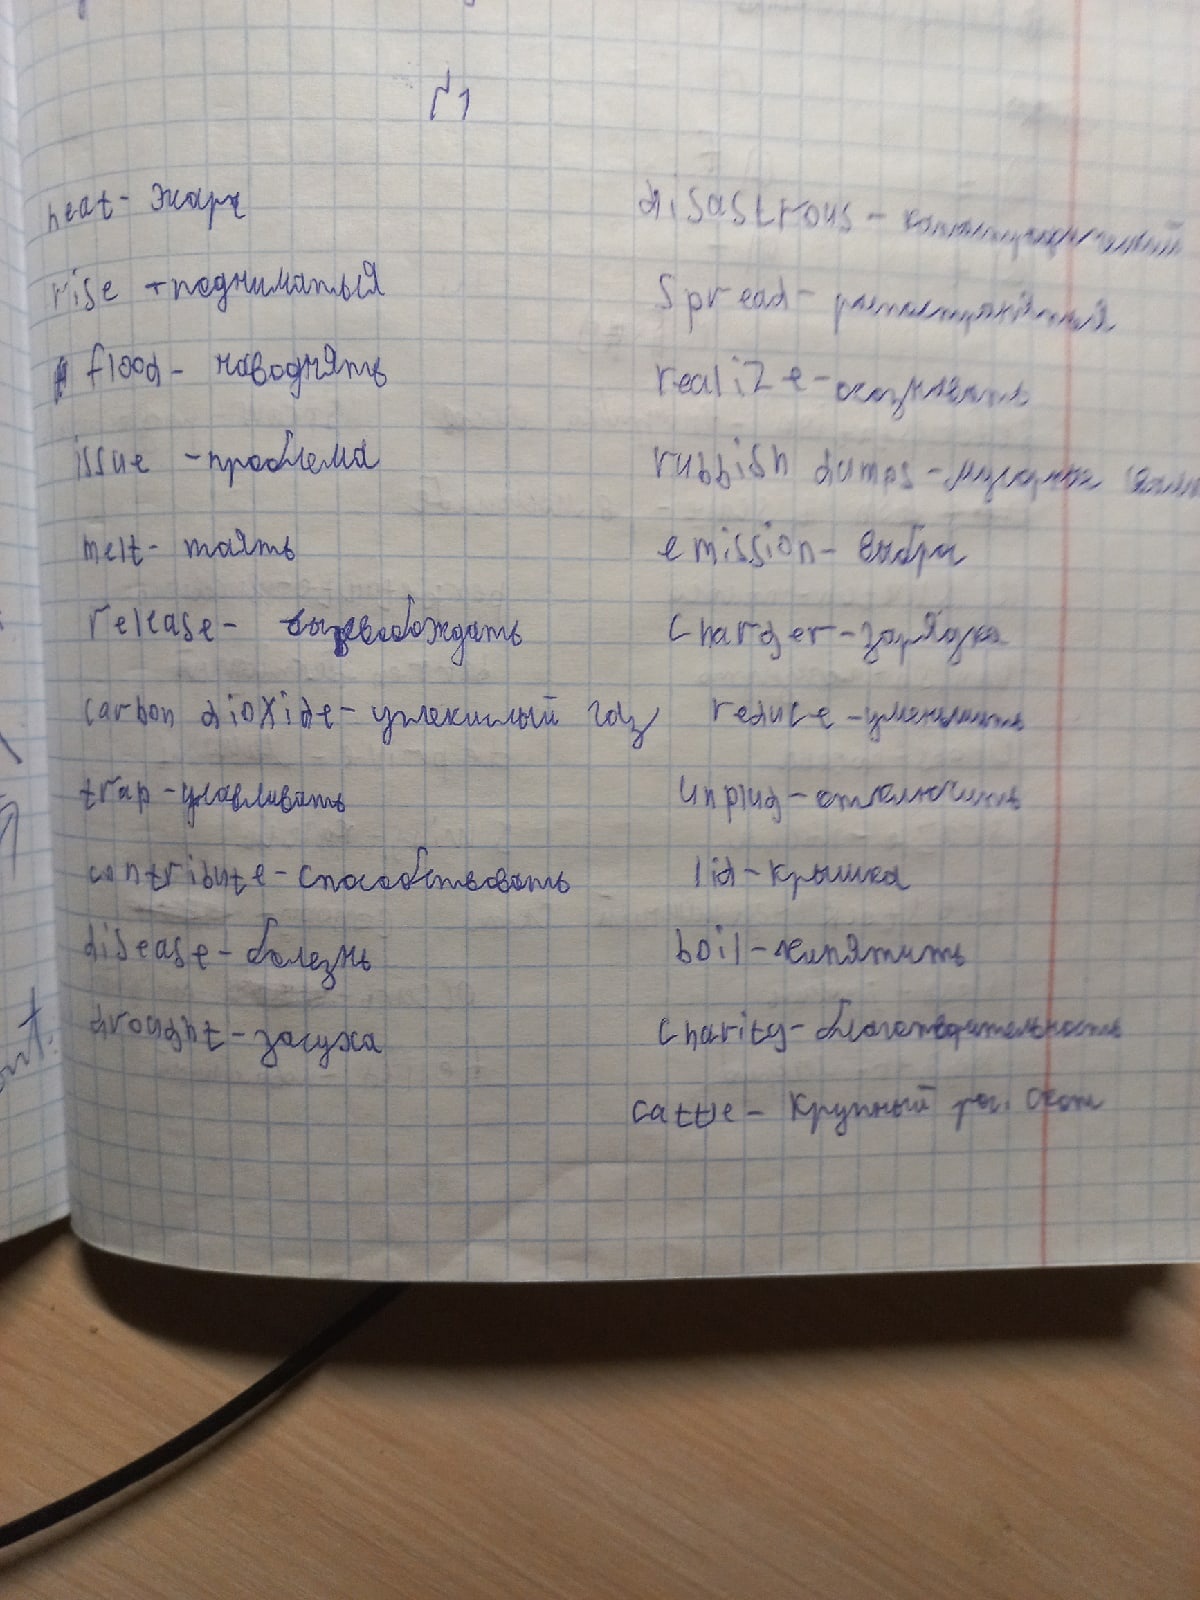 №1
heat - жара
rise - подниматься
flood - наводнять
issue - проблема
melt - таять
release - высвобождать
carbon dioxide - углекислый газ
trap - улавливать
contribute - способствовать
disease - болезнь
drought - засуха
disastrous - катастрофический
spread - распостраняться
realize - осознавать
rubbish dumps - мусорные
emission - выброс
charger - зарядка
reduce - уменьшить
unplug - отключить
lid - крышка
boil - кипятить
charity - благотворительность
cattle - крупный рог. скот